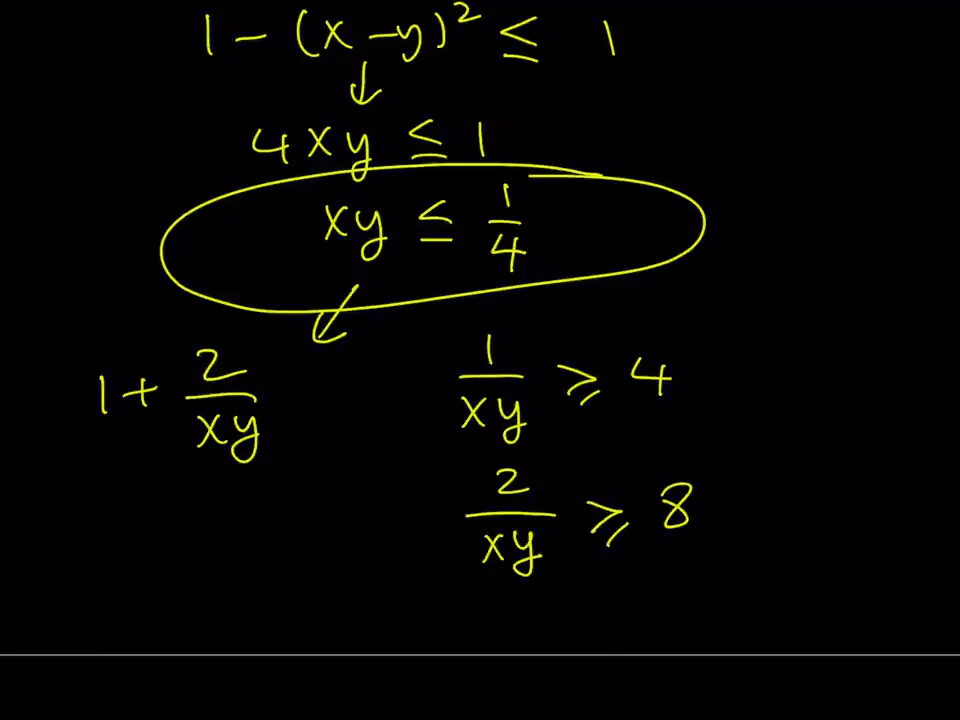 1 - (x - y)² ≤ 1
↓
4xy ≤ 1
xy ≤ 1/4
1 + 2/xy
1/xy ≥ 4
2/xy ≥ 8